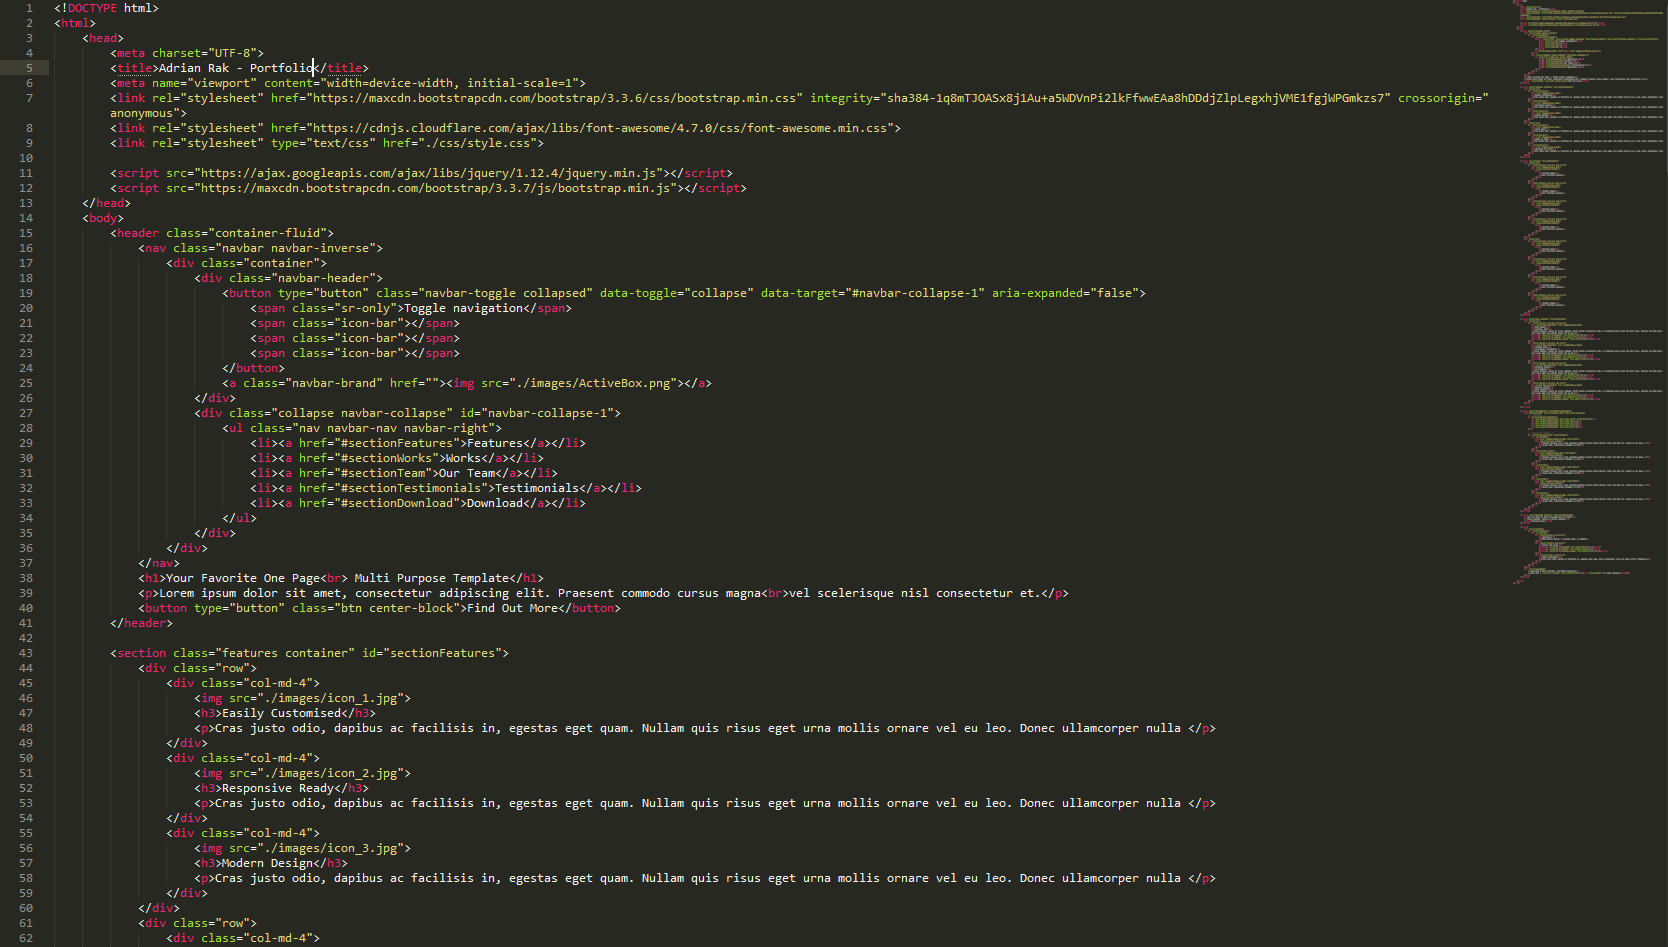 1 <!DOCTYPE html>
2 <html>
3 <head>
4 <meta charset="UTF-8">
5 <title>Adrian Rak - Portfolio</title>
6 <meta name="viewport" content="width=device-width, initial-scale=1">
7 <link rel="stylesheet" href="https://maxcdn.bootstrapcdn.com/bootstrap/3.3.6/css/bootstrap.min.css" integrity="sha384-1q8mTJOASx8j1Au+a5WDVnPi2lkFfwwEAa8hDDdjZlpLegxhjVME1fgjWPGmkzs7" crossorigin="
anonymous">
8 <link rel="stylesheet" href="https://cdnjs.cloudflare.com/ajax/libs/font-awesome/4.7.0/css/font-awesome.min.css">
9 <link rel="stylesheet" type="text/css" href="./css/style.css">
10
11 <script src="https://ajax.googleapis.com/ajax/libs/jquery/1.12.4/jquery.min.js"></script>
12 <script src="https://maxcdn.bootstrapcdn.com/bootstrap/3.3.7/js/bootstrap.min.js"></script>
13 </head>
14 <body>
15 <header class="container-fluid">
16 <nav class="navbar navbar-inverse">
17 <div class="container">
18 <div class="navbar-header">
19 <button type="button" class="navbar-toggle collapsed" data-toggle="collapse" data-target="#navbar-collapse-1" aria-expanded="false">
20 <span class="sr-only">Toggle navigation</span>
21 <span class="icon-bar"></span>
22 <span class="icon-bar"></span>
23 <span class="icon-bar"></span>
24 </button>
25 <a class="navbar-brand" href=""><img src="./images/ActiveBox.png"></a>
26 </div>
27 <div class="collapse navbar-collapse" id="navbar-collapse-1">
28 <ul class="nav navbar-nav navbar-right">
29 <li><a href="#sectionFeatures">Features</a></li>
30 <li><a href="#sectionWorks">Works</a></li>
31 <li><a href="#sectionTeam">Our Team</a></li>
32 <li><a href="#sectionTestimonials">Testimonials</a></li>
33 <li><a href="#sectionDownload">Download</a></li>
34 </ul>
35 </div>
36 </div>
37 </nav>
38 <h1>Your Favorite One Page<br> Multi Purpose Template</h1>
39 <p>Lorem ipsum dolor sit amet, consectetur adipiscing elit. Praesent commodo cursus magna<br>vel scelerisque nisl consectetur et.</p>
40 <button type="button" class="btn center-block">Find Out More</button>
41 </header>
42
43 <section class="features container" id="sectionFeatures">
44 <div class="row">
45 <div class="col-md-4">
46 <img src="./images/icon_1.jpg">
47 <h3>Easily Customised</h3>
48 <p>Cras justo odio, dapibus ac facilisis in, egestas eget quam. Nullam quis risus eget urna mollis ornare vel eu leo. Donec ullamcorper nulla </p>
49 </div>
50 <div class="col-md-4">
51 <img src="./images/icon_2.jpg">
52 <h3>Responsive Ready</h3>
53 <p>Cras justo odio, dapibus ac facilisis in, egestas eget quam. Nullam quis risus eget urna mollis ornare vel eu leo. Donec ullamcorper nulla </p>
54 </div>
55 <div class="col-md-4">
56 <img src="./images/icon_3.jpg">
57 <h3>Modern Design</h3>
58 <p>Cras justo odio, dapibus ac facilisis in, egestas eget quam. Nullam quis risus eget urna mollis ornare vel eu leo. Donec ullamcorper nulla </p>
59 </div>
60 </div>
61 <div class="row">
62 <div class="col-md-4">